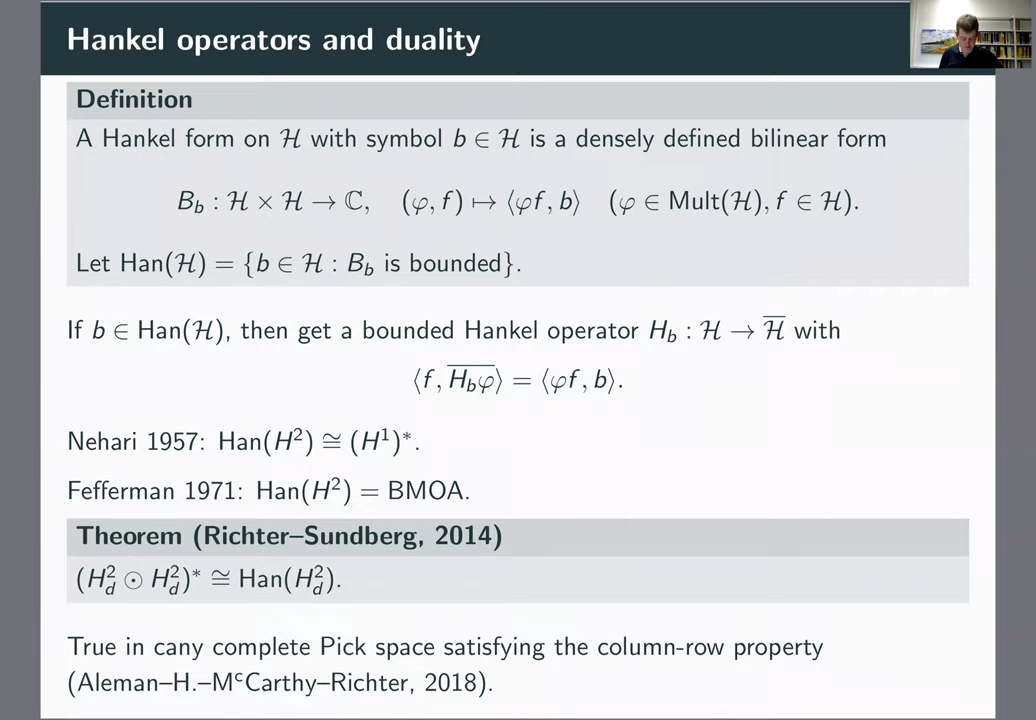 Hankel operators and duality
Definition
A Hankel form on ℋ with symbol b ∈ ℋ is a densely defined bilinear form
B_b : ℋ × ℋ → ℂ, (φ, f) ↦ ⟨φf, b⟩ (φ ∈ Mult(ℋ), f ∈ ℋ).
Let Han(ℋ) = {b ∈ ℋ : B_b is bounded}.
If b ∈ Han(ℋ), then get a bounded Hankel operator H_b : ℋ → \overline{ℋ} with
⟨f, \overline{H_bφ}⟩ = ⟨φf, b⟩.
Nehari 1957: Han(H²) ≅ (H¹)*.
Fefferman 1971: Han(H²) = BMOA.
Theorem (Richter–Sundberg, 2014)
(H²_d ⊙ H²_d)* ≅ Han(H²_d).
True in cany complete Pick space satisfying the column-row property
(Aleman–H.–MᶜCarthy–Richter, 2018).